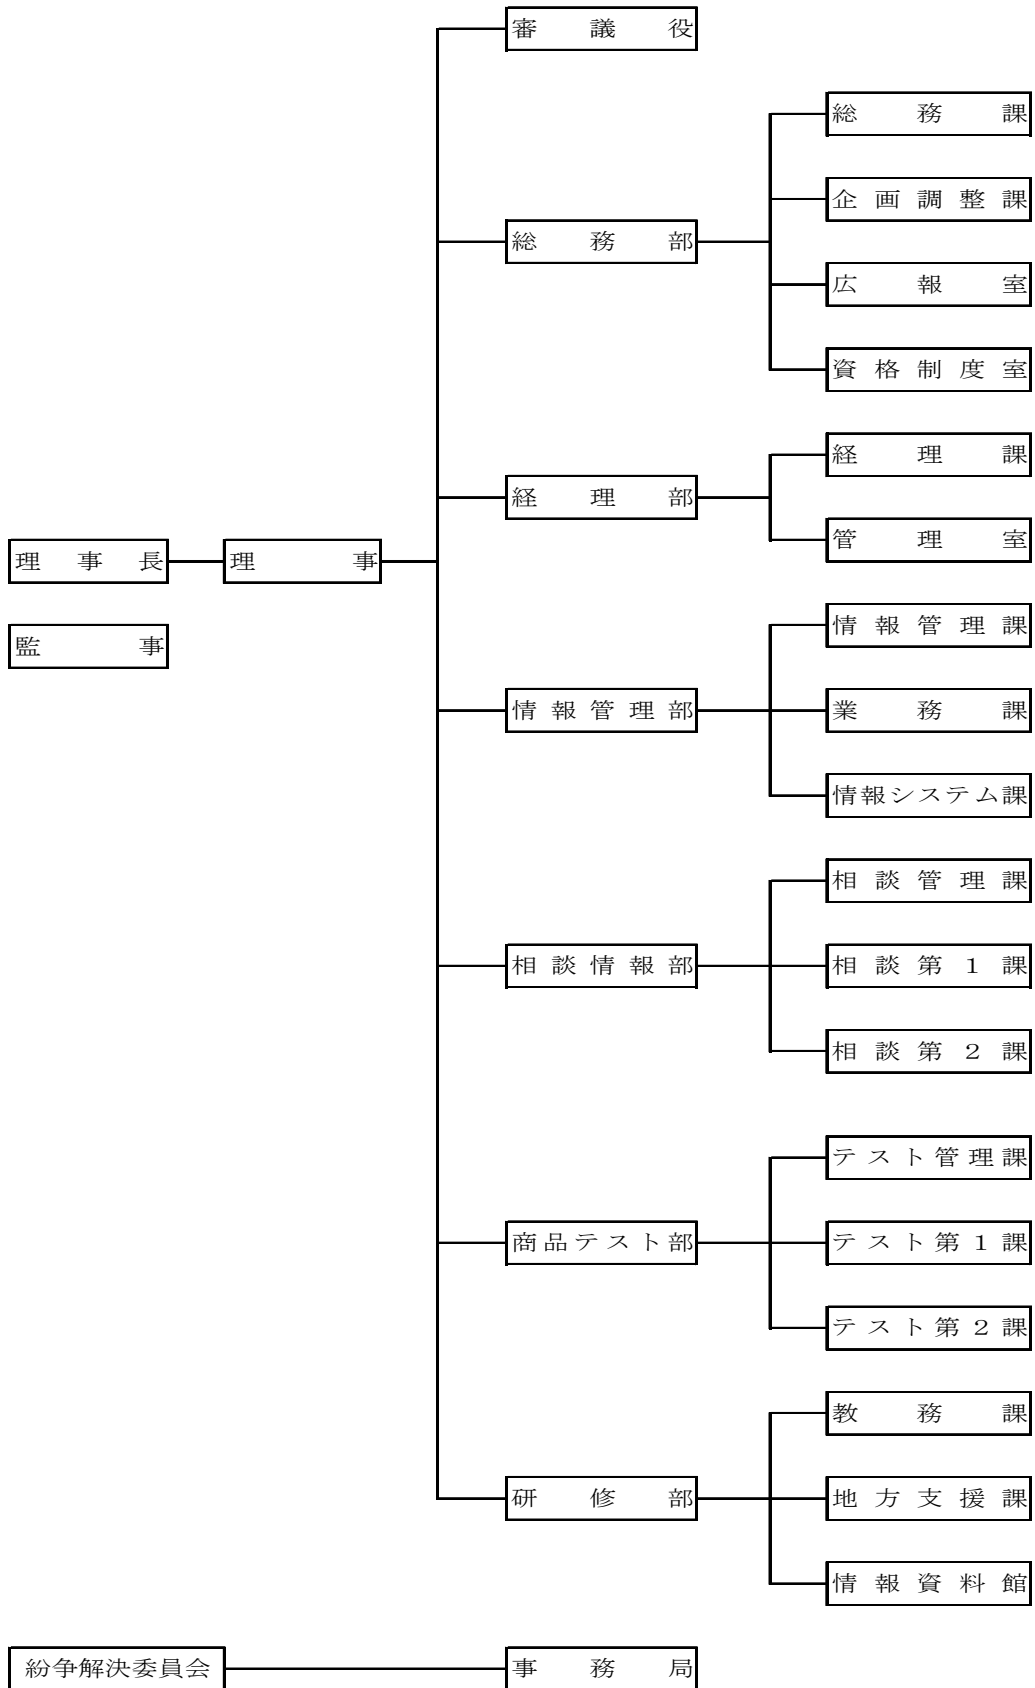 審議役
総務課
企画調整課
総務部
広報室
資格制度室
経理課
経理部
管理室
理事長
理事
監事
情報管理課
情報管理部
業務課
情報システム課
相談管理課
相談情報部
相談第１課
相談第２課
テスト管理課
商品テスト部
テスト第１課
テスト第２課
教務課
研修部
地方支援課
情報資料館
紛争解決委員会
事務局